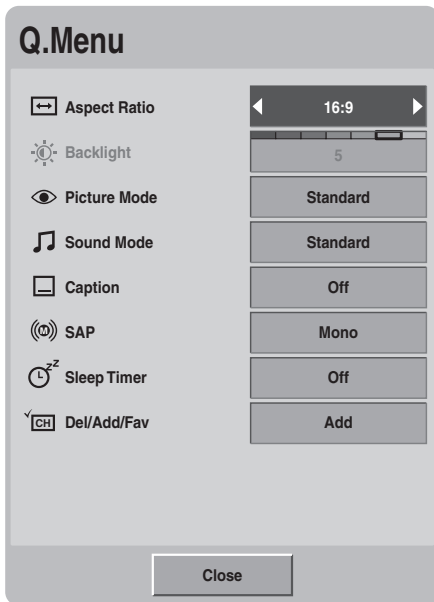 Q.Menu
Aspect Ratio 16:9
Backlight 5
Picture Mode Standard
Sound Mode Standard
Caption Off
SAP Mono
zz Sleep Timer Off
CH Del/Add/Fav Add
Close